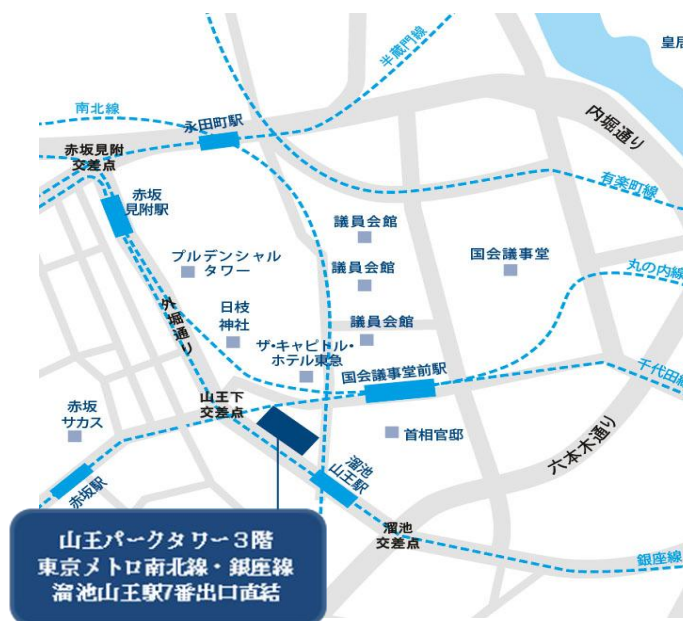 皇居
半蔵門線
南北線
永田町駅
内堀通り
赤坂見附
交差点
赤坂
見附駅
有楽町線
議員会館
プルデンシャル
タワー
国会議事堂
議員会館
丸の内線
外堀通り
日枝
神社
議員会館
ザ・キャピトル・
ホテル東急
国会議事堂前駅
千代田線
山王下
交差点
赤坂
サカス
首相官邸
六本木通り
溜池
山王駅
赤坂駅
溜池
交差点
銀座線
山王パークタワー3階
東京メトロ南北線・銀座線
溜池山王駅7番出口直結